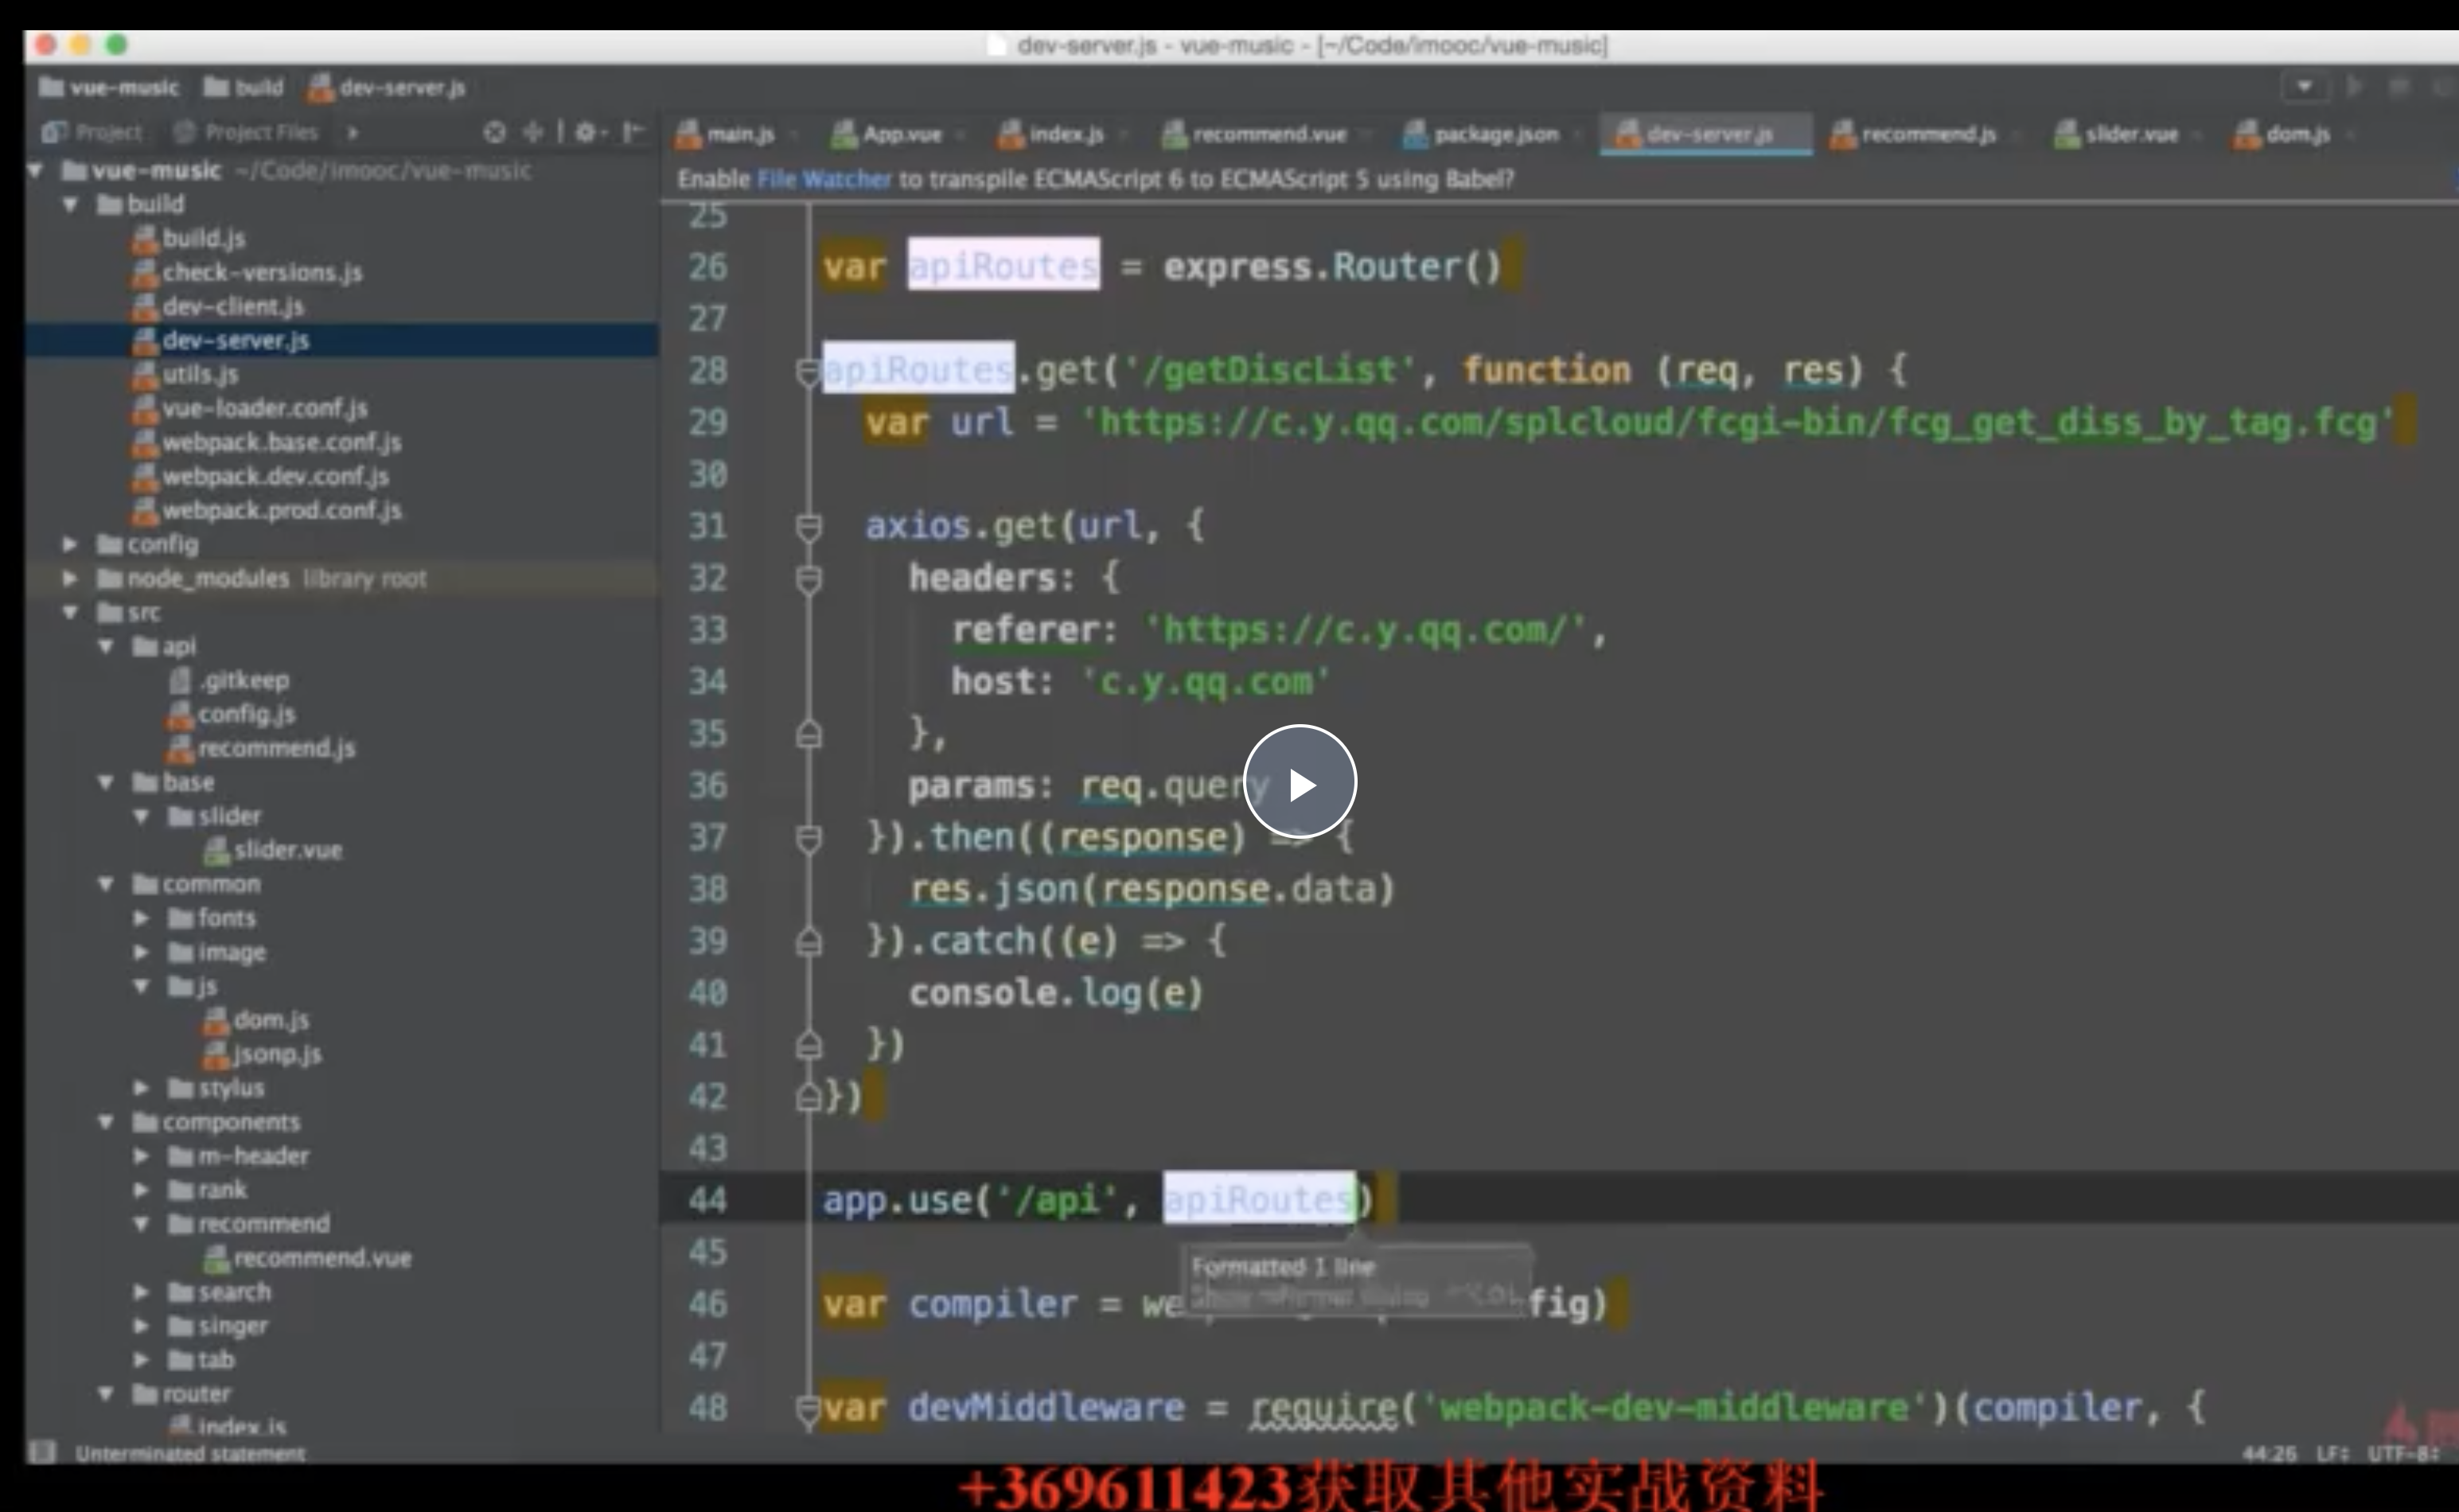 dev-server.js - vue-music - [~/Code/imooc/vue-music]
vue-music build dev-server.js
Project Project Files
main.js App.vue index.js recommend.vue package.json dev-server.js recommend.js slider.vue dom.js
Enable File Watcher to transpile ECMAScript 6 to ECMAScript 5 using Babel?
vue-music ~/Code/imooc/vue-music
build
build.js
check-versions.js
dev-client.js
dev-server.js
utils.js
vue-loader.conf.js
webpack.base.conf.js
webpack.dev.conf.js
webpack.prod.conf.js
config
node_modules library root
src
api
.gitkeep
config.js
recommend.js
base
slider
slider.vue
common
fonts
image
js
dom.js
jsonp.js
stylus
components
m-header
rank
recommend
recommend.vue
search
singer
tab
router
index.js
25
26 var apiRoutes = express.Router()
27
28 apiRoutes.get('/getDiscList', function (req, res) {
29 var url = 'https://c.y.qq.com/splcloud/fcgi-bin/fcg_get_diss_by_tag.fcg'
30
31 axios.get(url, {
32 headers: {
33 referer: 'https://c.y.qq.com/',
34 host: 'c.y.qq.com'
35 },
36 params: req.query
37 }).then((response) => {
38 res.json(response.data)
39 }).catch((e) => {
40 console.log(e)
41 })
42 })
43
44 app.use('/api', apiRoutes)
45
Formatted 1 line
46 var compiler = we fig)
47
48 var devMiddleware = require('webpack-dev-middleware')(compiler, {
Unterminated statement
44:26 LF: UTF-8:
+369611423获取其他实战资料